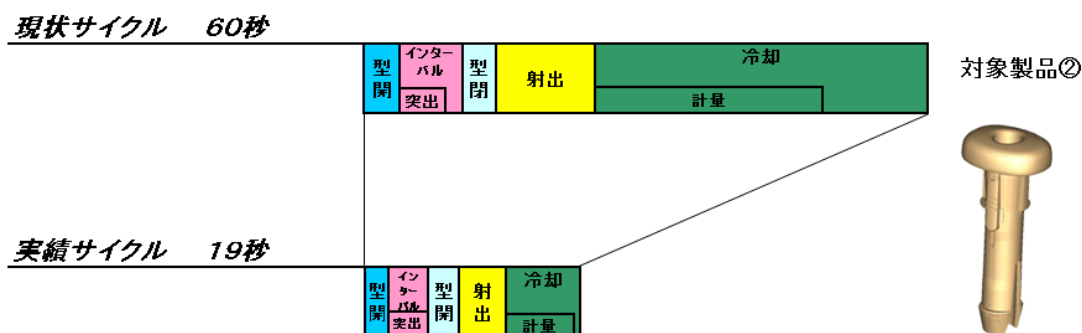 現状サイクル 60秒
型開
インターバル
突出
型閉
射出
冷却
計量
対象製品②
実績サイクル 19秒
型開
インターバル
突出
型開
射出
冷却
計量